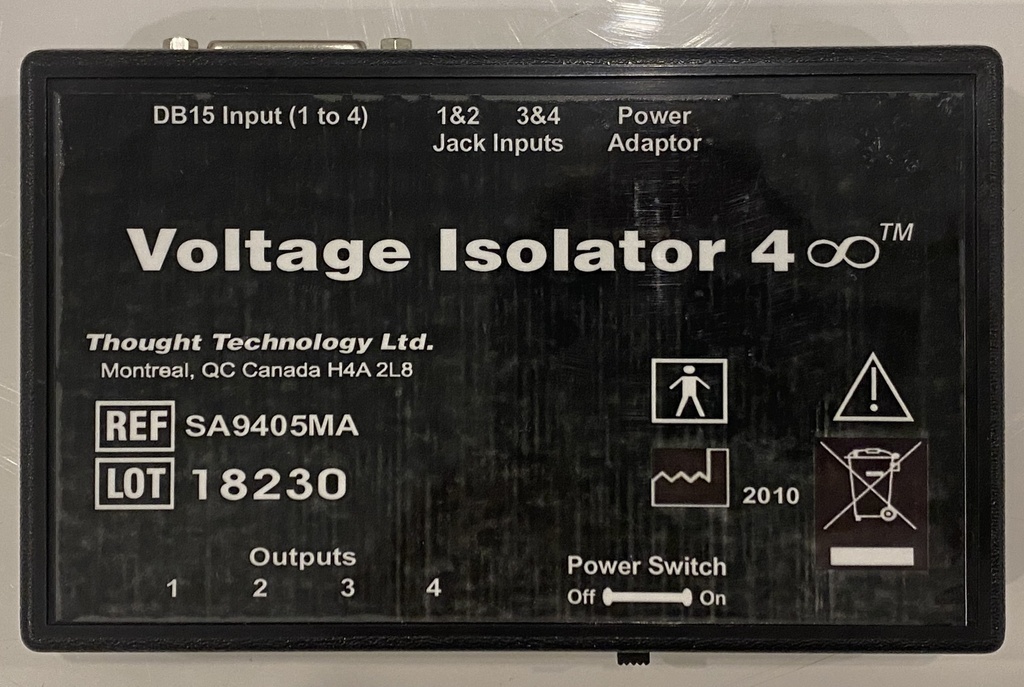 DB15 Input (1 to 4)
1&2 3&4
Jack Inputs
Power
Adaptor
Voltage Isolator 4 ∞™
Thought Technology Ltd.
Montreal, QC Canada H4A 2L8
REF SA9405MA
LOT 18230
2010
Outputs
1 2 3 4
Power Switch
Off On